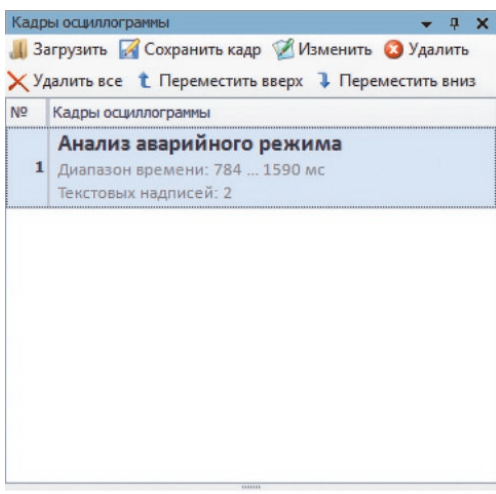 Кадры осциллограммы
Загрузить Сохранить кадр Изменить Удалить
Удалить все Переместить вверх Переместить вниз
№ Кадры осциллограммы
Анализ аварийного режима
1 Диапазон времени: 784 ... 1590 мс
Текстовых надписей: 2